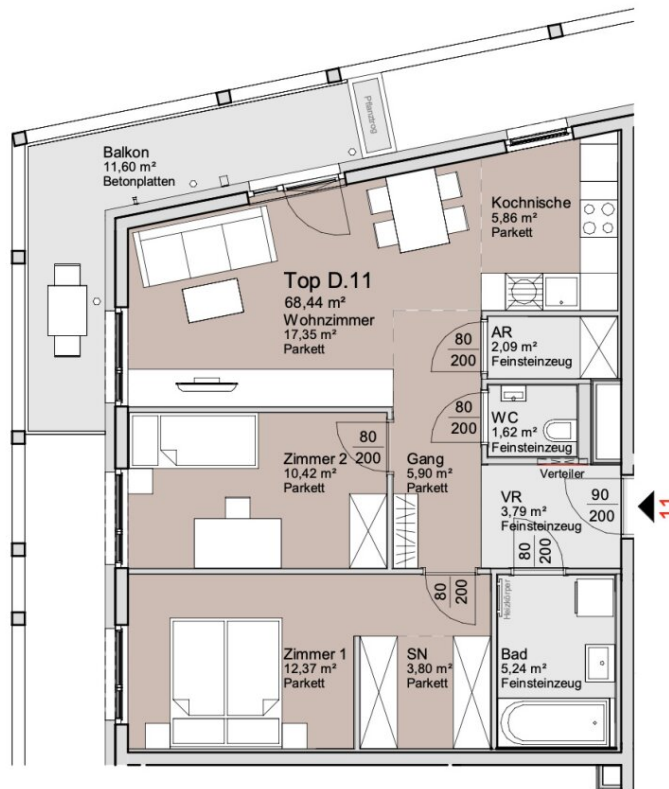 Pflanztrog
Balkon
11,60 m²
Betonplatten
Kochnische
5,86 m²
Parkett
Top D.11
68,44 m²
Wohnzimmer
17,35 m²
Parkett
80
200
AR
2,09 m²
Feinsteinzeug
80
200
WC
1,62 m²
Feinsteinzeug
80
200
Zimmer 2
10,42 m²
Parkett
Gang
5,90 m²
Parkett
Verteiler
VR
3,79 m²
Feinsteinzeug
90
200
11
80
200
80
200
Heizkörper
Zimmer 1
12,37 m²
Parkett
SN
3,80 m²
Parkett
Bad
5,24 m²
Feinsteinzeug